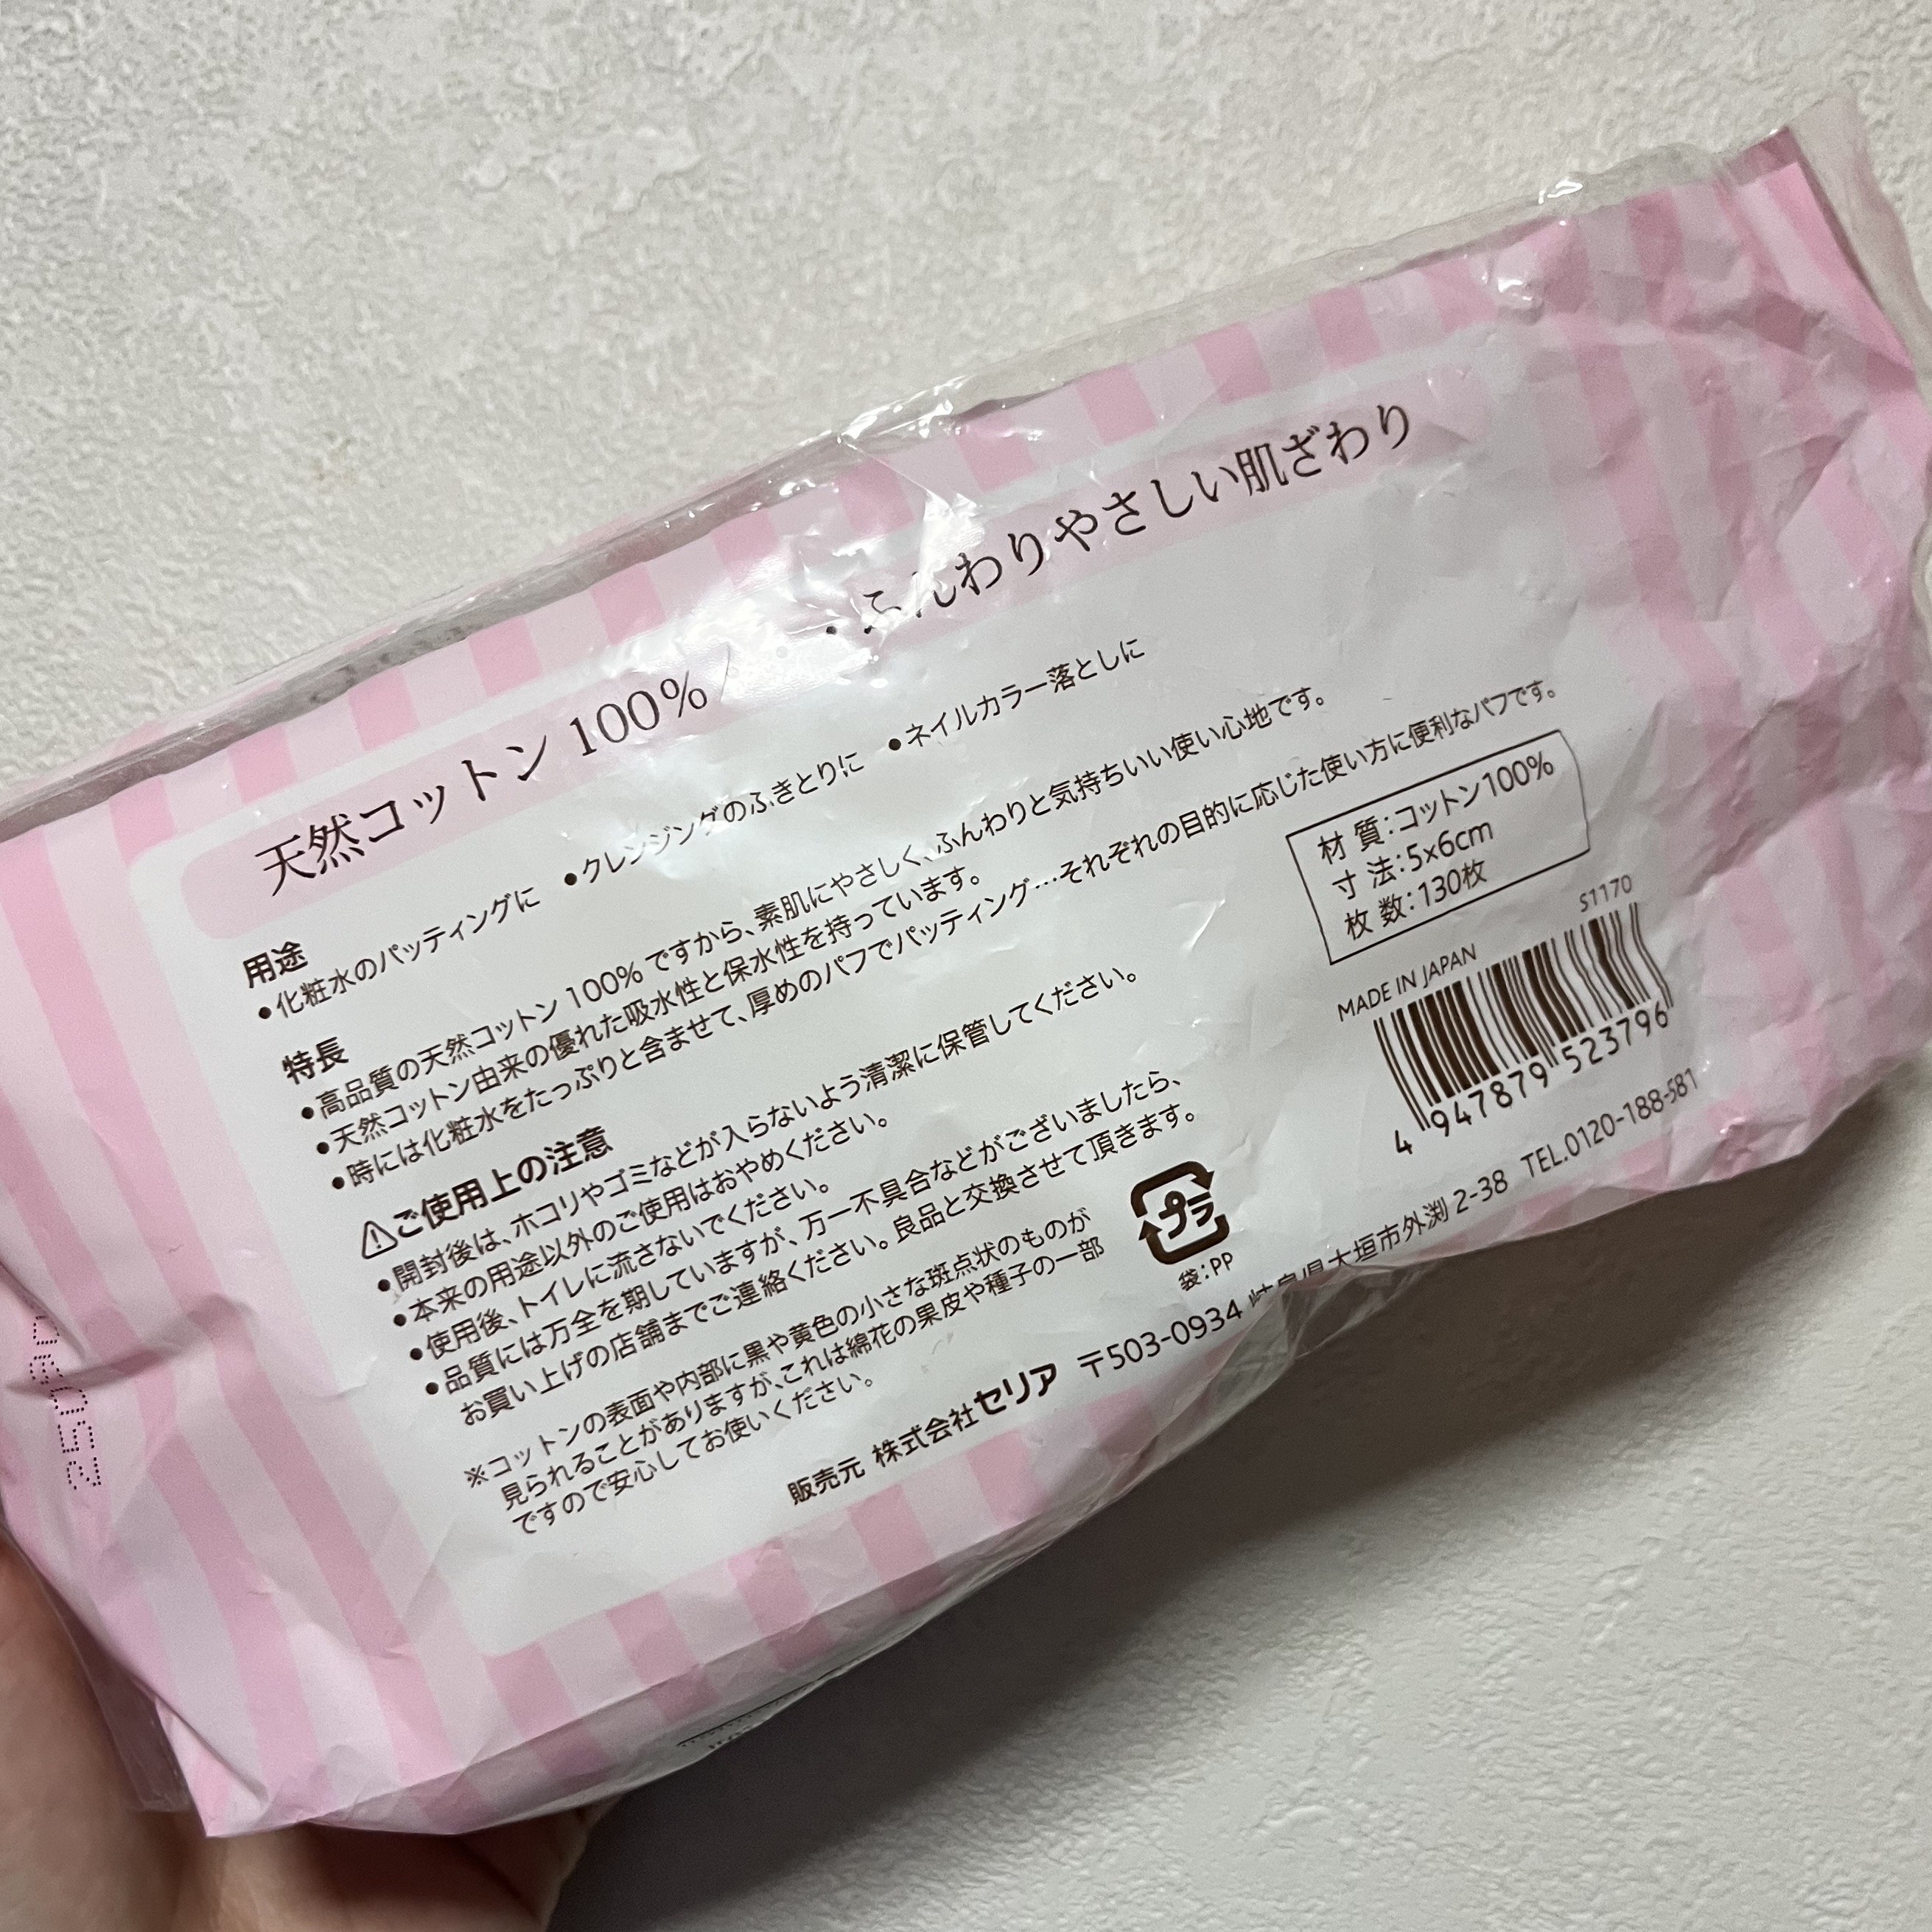 天然コットン100%
ふんわりやさしい肌ざわり
用途
●化粧水のパッティングに ●クレンジングのふきとりに ●ネイルカラー落としに
特長
●高品質の天然コットン100%ですから、素肌にやさしく、ふんわりと気持ちいい使い心地です。
●天然コットン由来の優れた吸水性と保水性を持っています。
●時には化粧水をたっぷりと含ませて、厚めのパフでパッティング…それぞれの目的に応じた使い方に便利なパフです。
⚠ご使用上の注意
●開封後は、ホコリやゴミなどが入らないよう清潔に保管してください。
●本来の用途以外のご使用はおやめください。
●使用後、トイレに流さないでください。
●品質には万全を期していますが、万一不具合などがございましたら、
お買い上げの店舗までご連絡ください。良品と交換させて頂きます。
※コットンの表面や内部に黒や黄色の小さな斑点状のものが
見られることがありますが、これは綿花の果皮や種子の一部
ですので安心してお使いください。
材 質:コットン100%
寸 法:5×6cm
枚 数:130枚
S1170
MADE IN JAPAN
4 947879 523796
プラ
袋:PP
販売元 株式会社セリア 〒503-0934 岐阜県大垣市外渕 2-38 TEL.0120-188-581